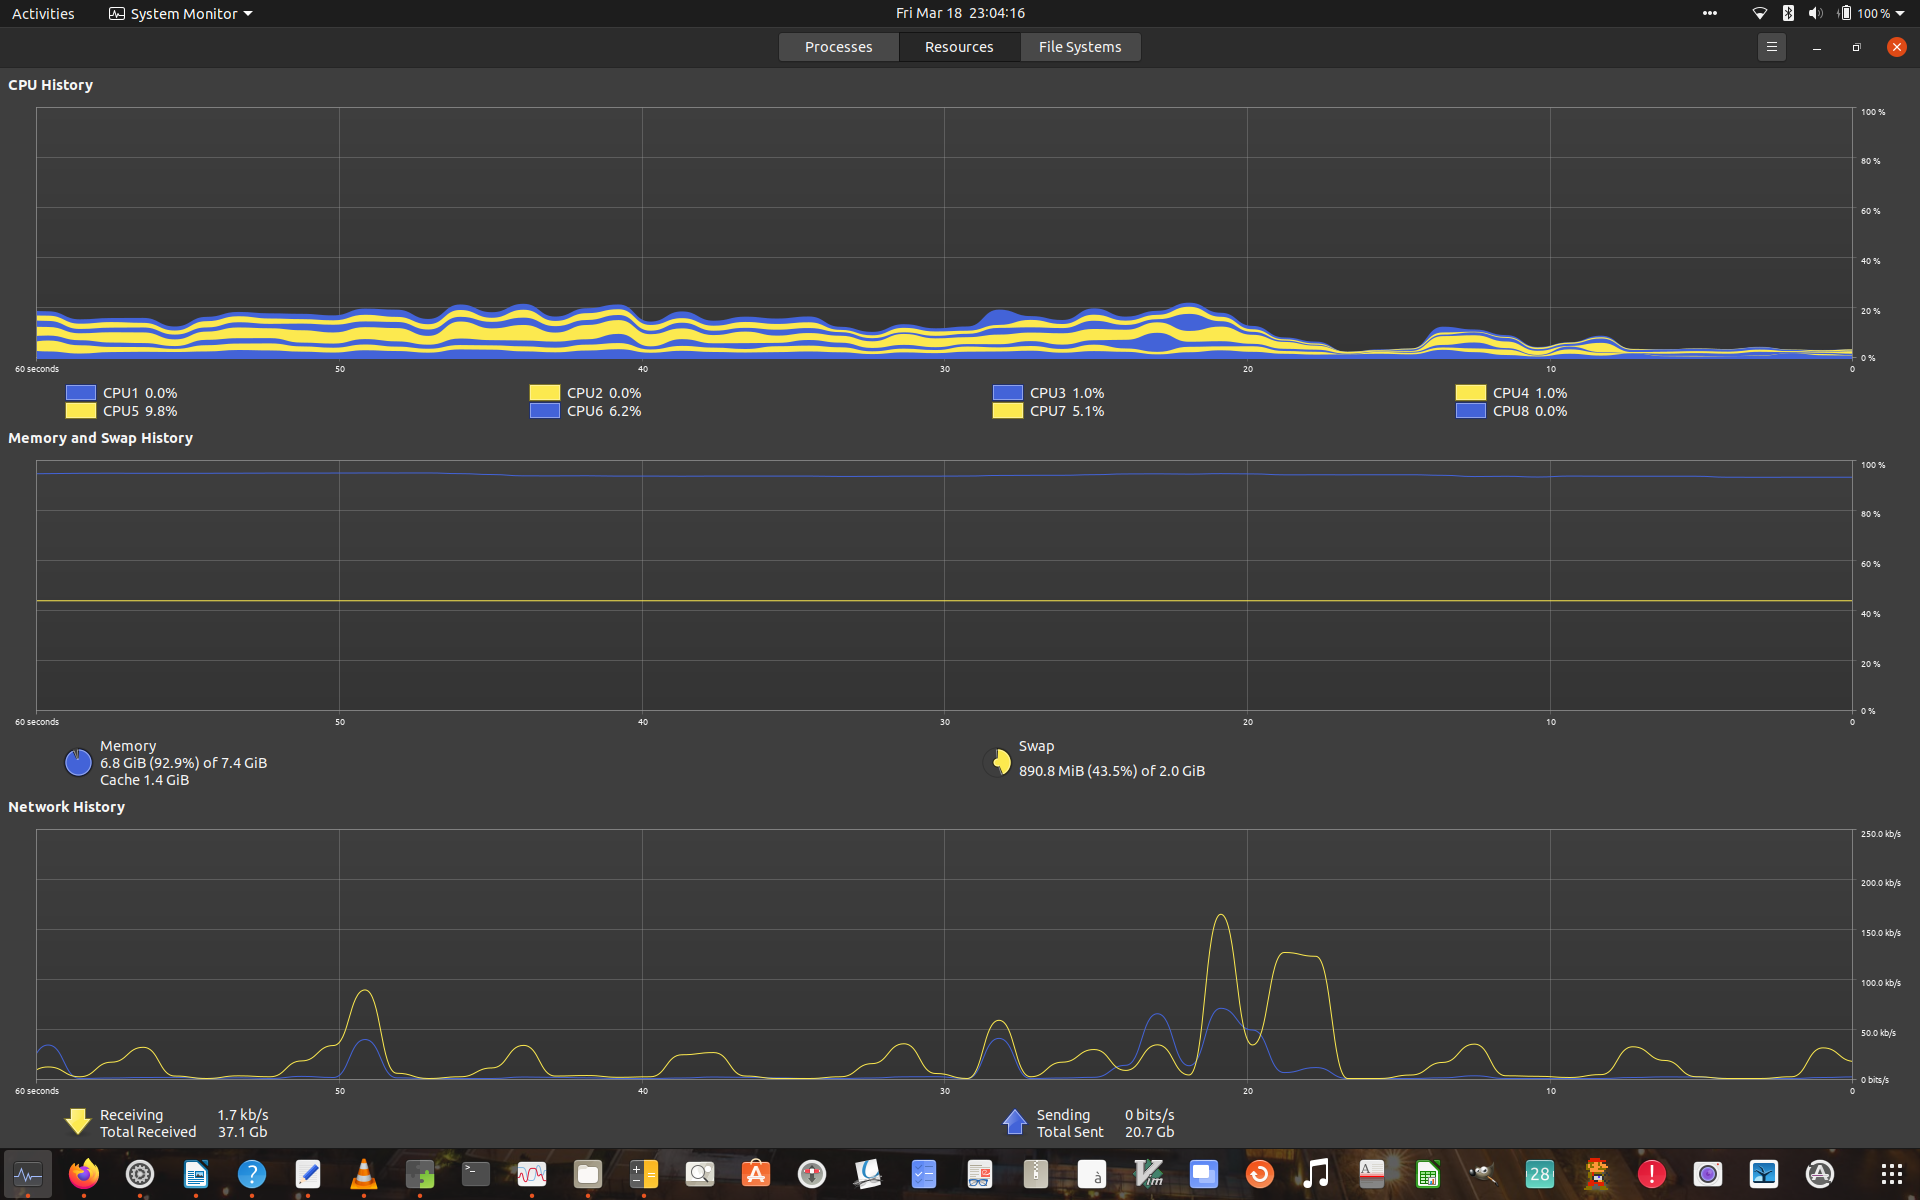 Activities System Monitor Fri Mar 18 23:04:16 100 %
Processes Resources File Systems
CPU History
100 %
80 %
60 %
40 %
20 %
0 %
60 seconds 50 40 30 20 10 0
CPU1 0.0% CPU2 0.0% CPU3 1.0% CPU4 1.0%
CPU5 9.8% CPU6 6.2% CPU7 5.1% CPU8 0.0%
Memory and Swap History
100 %
80 %
60 %
40 %
20 %
0 %
60 seconds 50 40 30 20 10 0
Memory
6.8 GiB (92.9%) of 7.4 GiB
Cache 1.4 GiB
Swap
890.8 MiB (43.5%) of 2.0 GiB
Network History
250.0 kb/s
200.0 kb/s
150.0 kb/s
100.0 kb/s
50.0 kb/s
0 bits/s
60 seconds 50 40 30 20 10 0
Receiving 1.7 kb/s
Total Received 37.1 Gb
Sending 0 bits/s
Total Sent 20.7 Gb
? >_ à Vim A 28 !